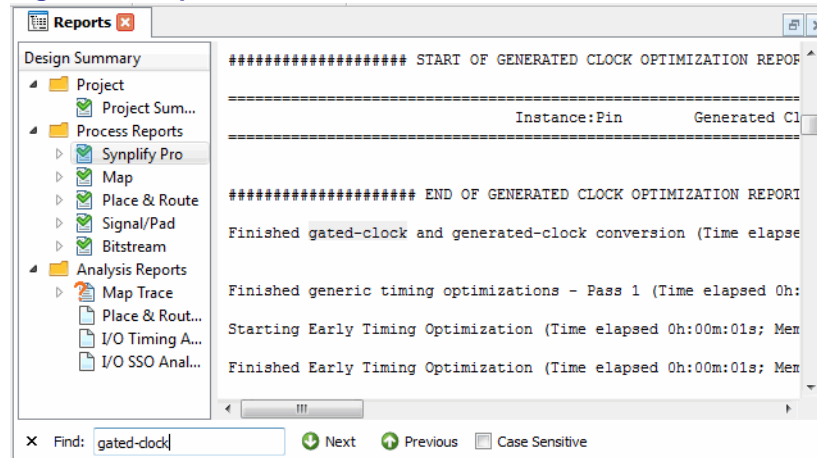 Reports
Design Summary
Project
Project Sum...
Process Reports
Synplify Pro
Map
Place & Route
Signal/Pad
Bitstream
Analysis Reports
Map Trace
Place & Rout...
I/O Timing A...
I/O SSO Anal...
#################### START OF GENERATED CLOCK OPTIMIZATION REPOR
================================================================
Instance:Pin Generated Cl
================================================================
##################### END OF GENERATED CLOCK OPTIMIZATION REPORT
Finished gated-clock and generated-clock conversion (Time elapse
Finished generic timing optimizations - Pass 1 (Time elapsed 0h:
Starting Early Timing Optimization (Time elapsed 0h:00m:01s; Mem
Finished Early Timing Optimization (Time elapsed 0h:00m:01s; Mem
Find: gated-clock Next Previous Case Sensitive